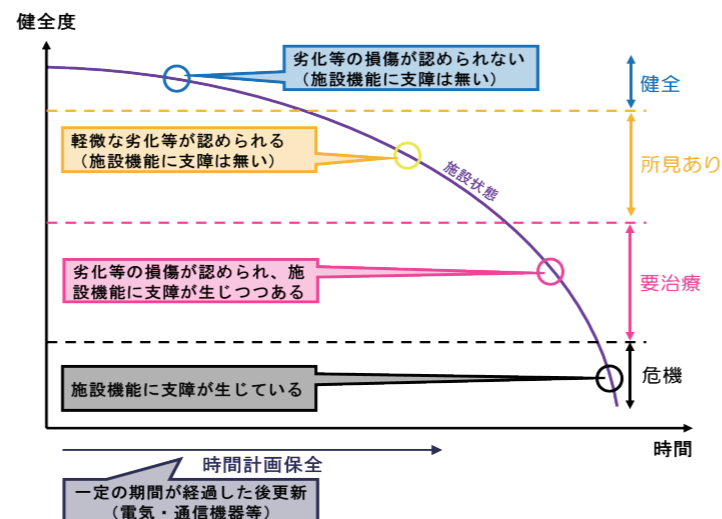 健全度
劣化等の損傷が認められない
（施設機能に支障は無い）
健全
軽微な劣化等が認められる
（施設機能に支障は無い）
施設状態
所見あり
劣化等の損傷が認められ、施
設機能に支障が生じつつある
要治療
施設機能に支障が生じている
危機
時間
時間計画保全
一定の期間が経過した後更新
（電気・通信機器等）